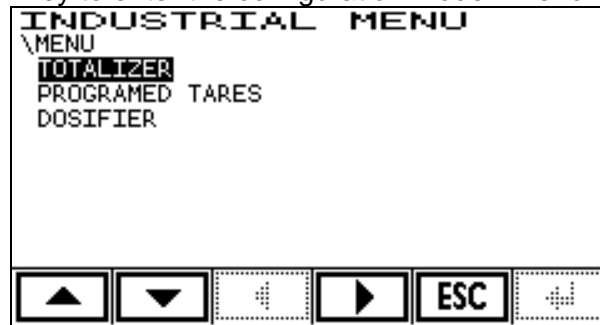 INDUSTRIAL MENU
\MENU
TOTALIZER
PROGRAMED TARES
DOSIFIER
ESC